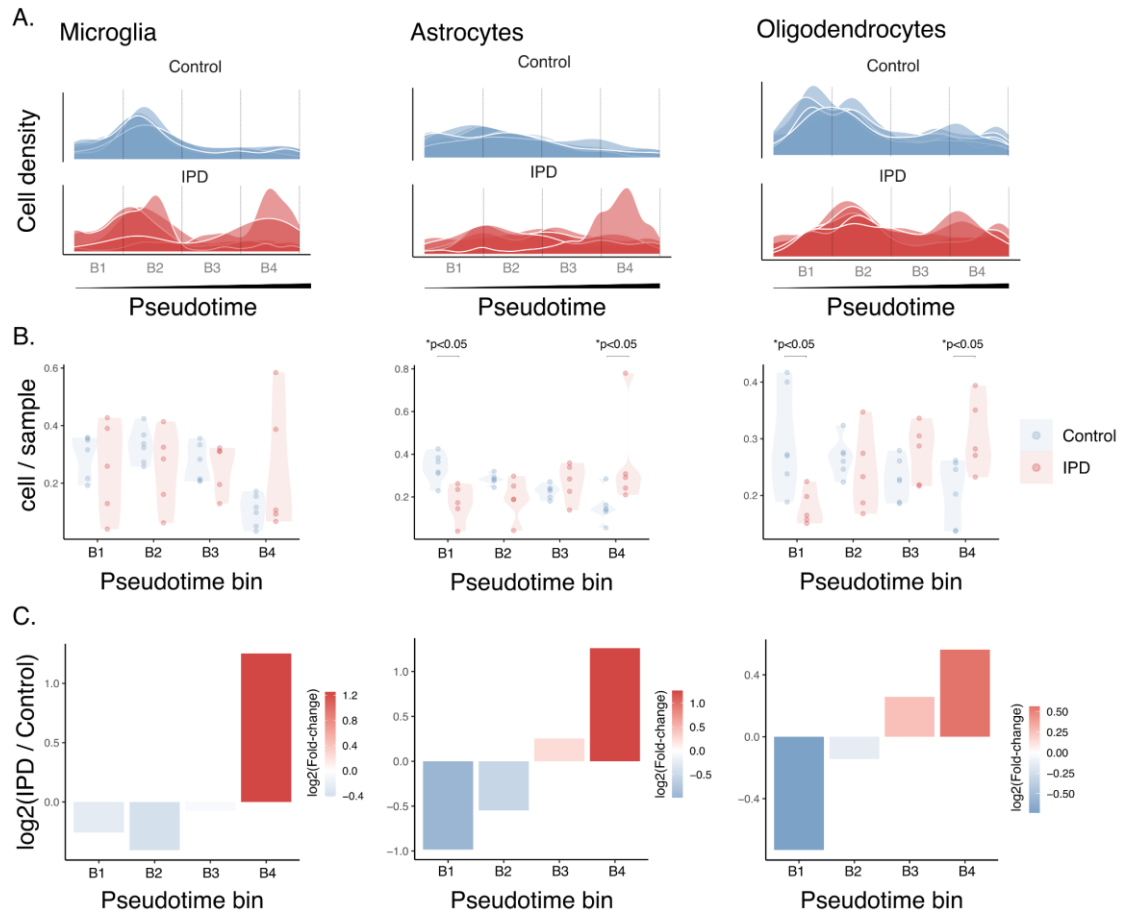 A.
Microglia
Astrocytes
Oligodendrocytes
Control
Control
Control
Cell density
IPD
IPD
IPD
B1 B2 B3 B4
B1 B2 B3 B4
B1 B2 B3 B4
Pseudotime
Pseudotime
Pseudotime
B.
*p<0.05
*p<0.05
*p<0.05
*p<0.05
cell / sample
0.6
0.4
0.2
0.8
0.6
0.4
0.2
0.4
0.3
0.2
Control
IPD
B1 B2 B3 B4
B1 B2 B3 B4
B1 B2 B3 B4
Pseudotime bin
Pseudotime bin
Pseudotime bin
C.
log2(IPD / Control)
1.0
0.5
0.0
log2(Fold-change)
1.2
0.8
0.4
0.0
−0.4
1.0
0.5
0.0
−0.5
−1.0
log2(Fold-change)
1.0
0.5
0.0
−0.5
0.4
0.0
−0.4
log2(Fold-change)
0.50
0.25
0.00
−0.25
−0.50
B1 B2 B3 B4
B1 B2 B3 B4
B1 B2 B3 B4
Pseudotime bin
Pseudotime bin
Pseudotime bin